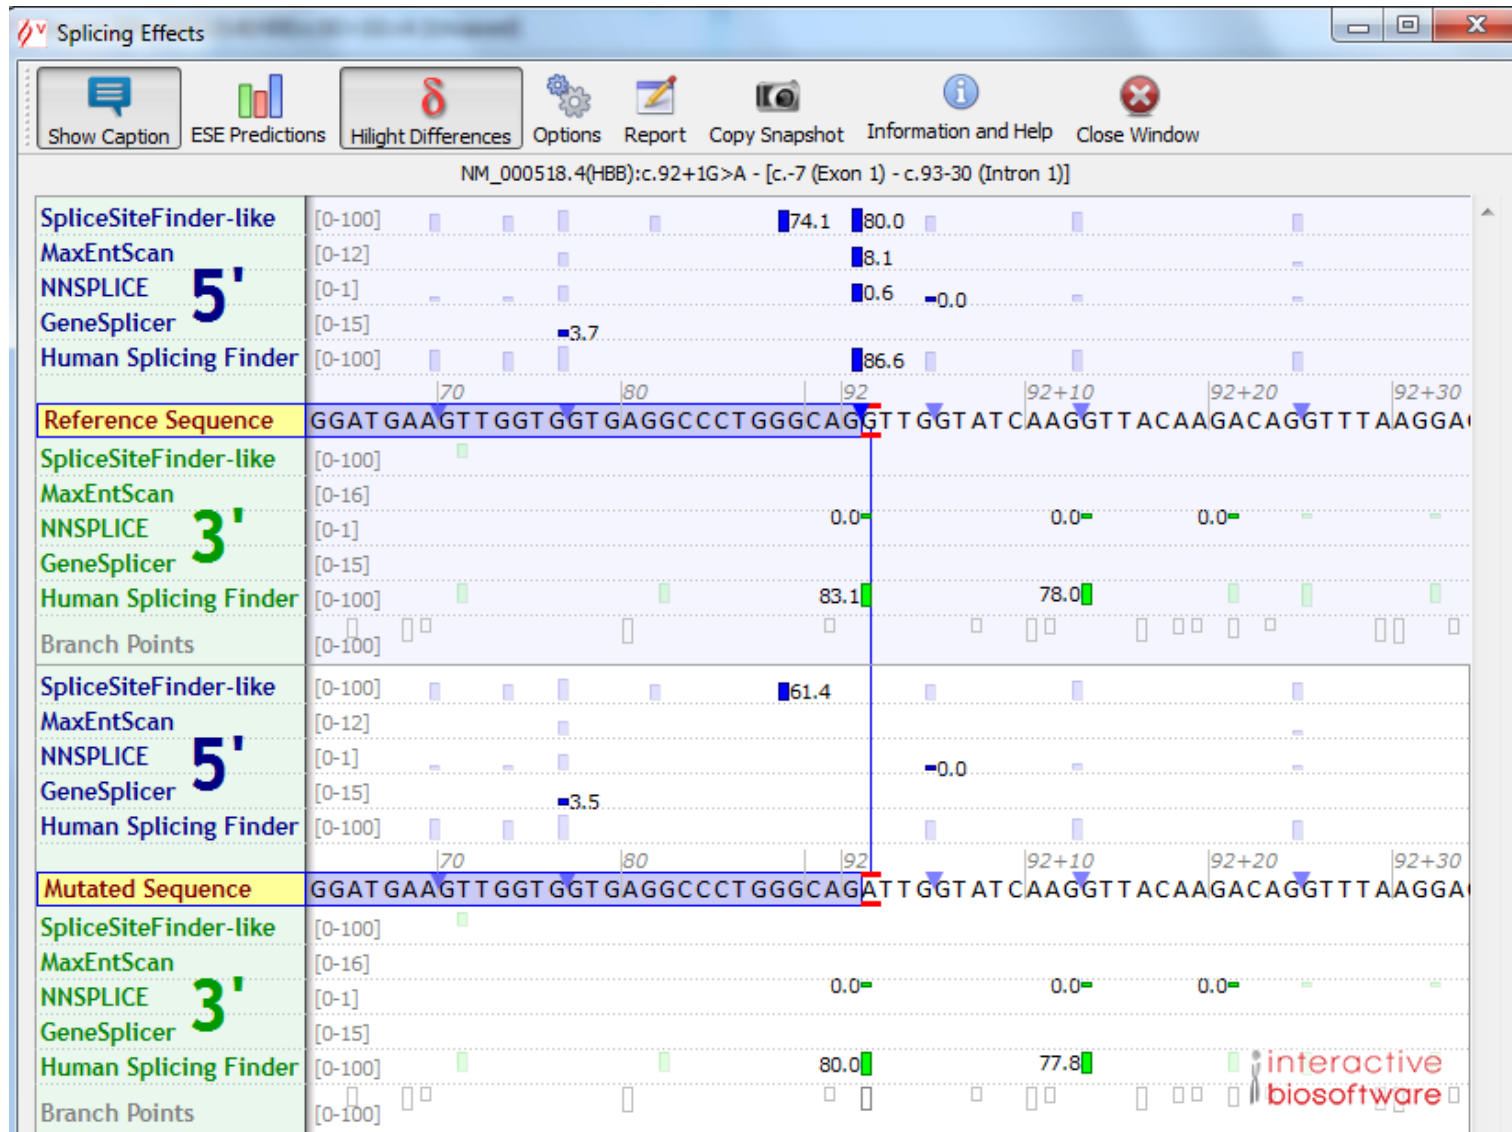 Splicing Effects
Show Caption ESE Predictions Hilight Differences Options Report Copy Snapshot Information and Help Close Window
NM_000518.4(HBB):c.92+1G>A - [c.-7 (Exon 1) - c.93-30 (Intron 1)]
SpliceSiteFinder-like [0-100] 74.1 80.0
MaxEntScan [0-12] 8.1
NNSPLICE 5' [0-1] 0.6 0.0
GeneSplicer [0-15] 3.7
Human Splicing Finder [0-100] 86.6
70 80 92 92+10 92+20 92+30
Reference Sequence GGATGAAGTTGGTGGTGAGGCCCTGGGCAGGTTGGTATCAAGGTTACAAGACAGGTTTAAGGA
SpliceSiteFinder-like [0-100]
MaxEntScan [0-16]
NNSPLICE 3' [0-1] 0.0 0.0 0.0
GeneSplicer [0-15]
Human Splicing Finder [0-100] 83.1 78.0
Branch Points [0-100]
SpliceSiteFinder-like [0-100] 61.4
MaxEntScan [0-12]
NNSPLICE 5' [0-1] 0.0
GeneSplicer [0-15] 3.5
Human Splicing Finder [0-100]
70 80 92 92+10 92+20 92+30
Mutated Sequence GGATGAAGTTGGTGGTGAGGCCCTGGGCAGATTGGTATCAAGGTTACAAGACAGGTTTAAGGA
SpliceSiteFinder-like [0-100]
MaxEntScan [0-16]
NNSPLICE 3' [0-1] 0.0 0.0 0.0
GeneSplicer [0-15]
Human Splicing Finder [0-100] 80.0 77.8
Branch Points [0-100]
interactive
biosoftware